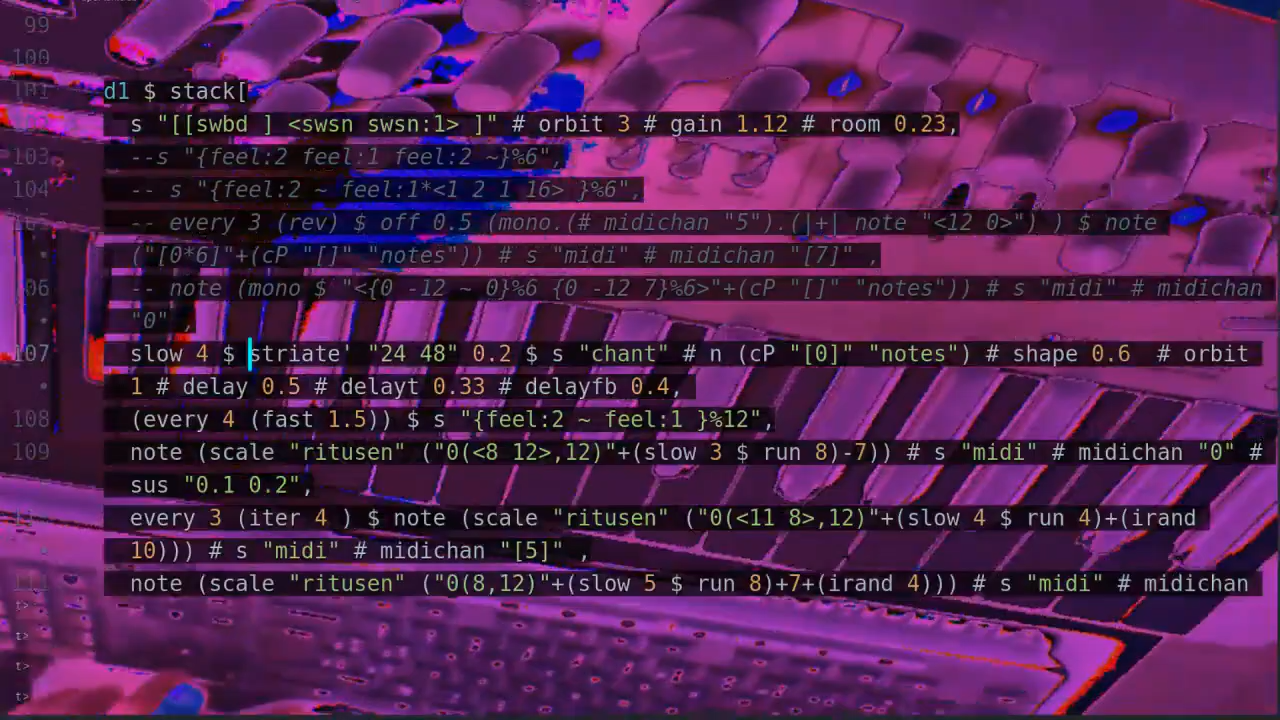 99
100
101 d1 $ stack[
s "[[swbd ] <swsn swsn:1> ]" # orbit 3 # gain 1.12 # room 0.23,
103 --s "{feel:2 feel:1 feel:2 ~}%6",
104 -- s "{feel:2 ~ feel:1*<1 2 1 16> }%6",
-- every 3 (rev) $ off 0.5 (mono.(# midichan "5").(|+| note "<12 0>") ) $ note
("[0*6]"+(cP "[]" "notes")) # s "midi" # midichan "[7]" ,
106 -- note (mono $ "<{0 -12 ~ 0}%6 {0 -12 7}%6>"+(cP "[]" "notes")) # s "midi" # midichan
"0" ,
107 slow 4 $ striate' "24 48" 0.2 $ s "chant" # n (cP "[0]" "notes") # shape 0.6  # orbit
1 # delay 0.5 # delayt 0.33 # delayfb 0.4,
108 (every 4 (fast 1.5)) $ s "{feel:2 ~ feel:1 }%12",
109 note (scale "ritusen" ("0(<8 12>,12)"+(slow 3 $ run 8)-7)) # s "midi" # midichan "0" #
sus "0.1 0.2",
every 3 (iter 4 ) $ note (scale "ritusen" ("0(<11 8>,12)"+(slow 4 $ run 4)+(irand
10))) # s "midi" # midichan "[5]" ,
111 note (scale "ritusen" ("0(8,12)"+(slow 5 $ run 8)+7+(irand 4))) # s "midi" # midichan
t>
t>
t>
t>